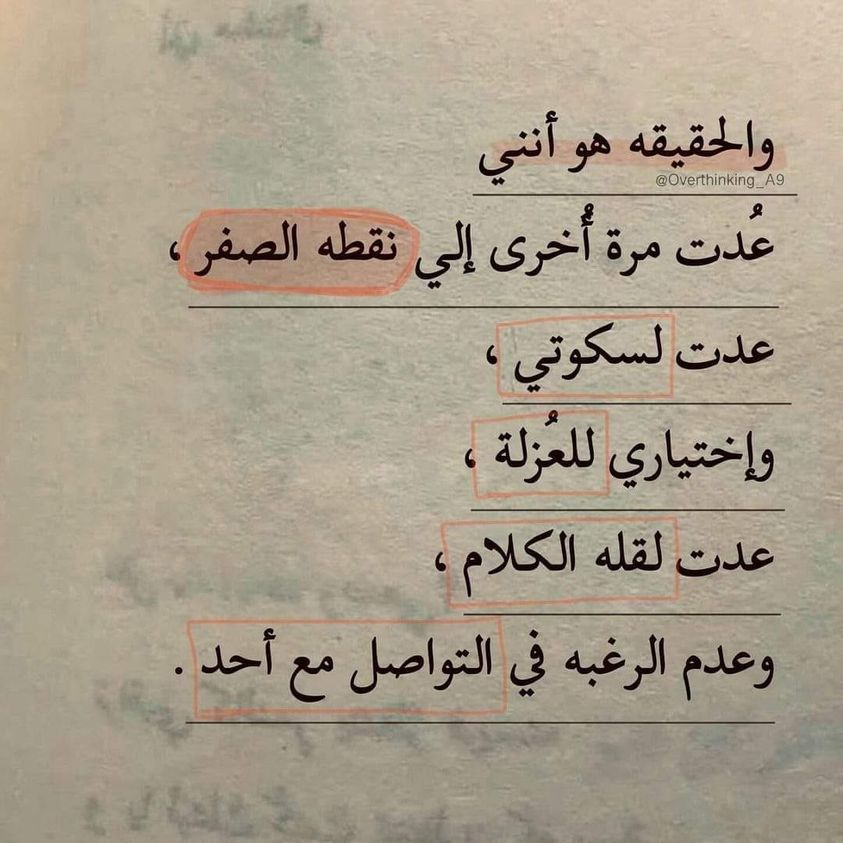 والحقيقه هو أنني
@Overthinking_A9
عُدت مرة أُخرى إلي نقطه الصفر ،
عدت لسكوتي ،
وإختياري للعُزلة ،
عدت لقله الكلام ،
وعدم الرغبه في التواصل مع أحد .